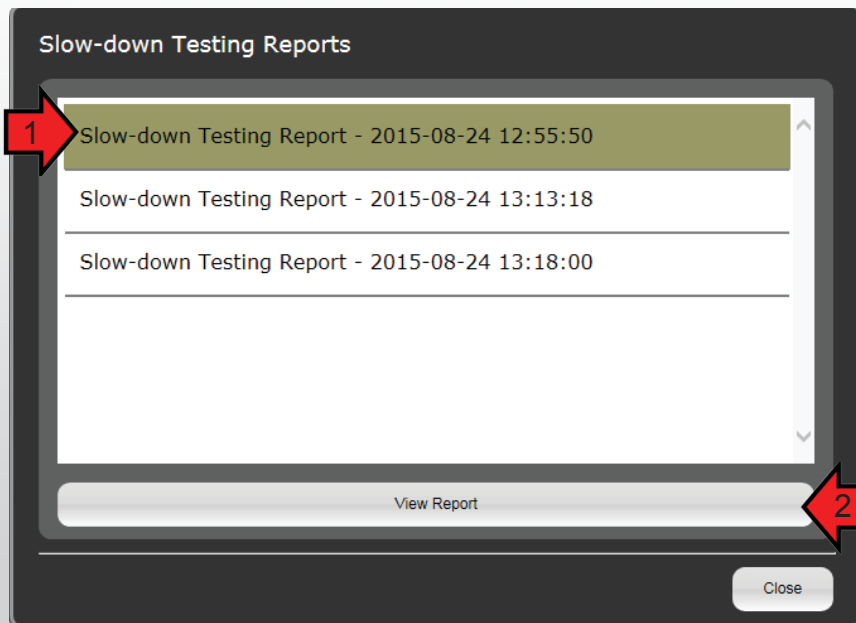 Slow-down Testing Reports
1
Slow-down Testing Report - 2015-08-24 12:55:50
Slow-down Testing Report - 2015-08-24 13:13:18
Slow-down Testing Report - 2015-08-24 13:18:00
View Report
2
Close